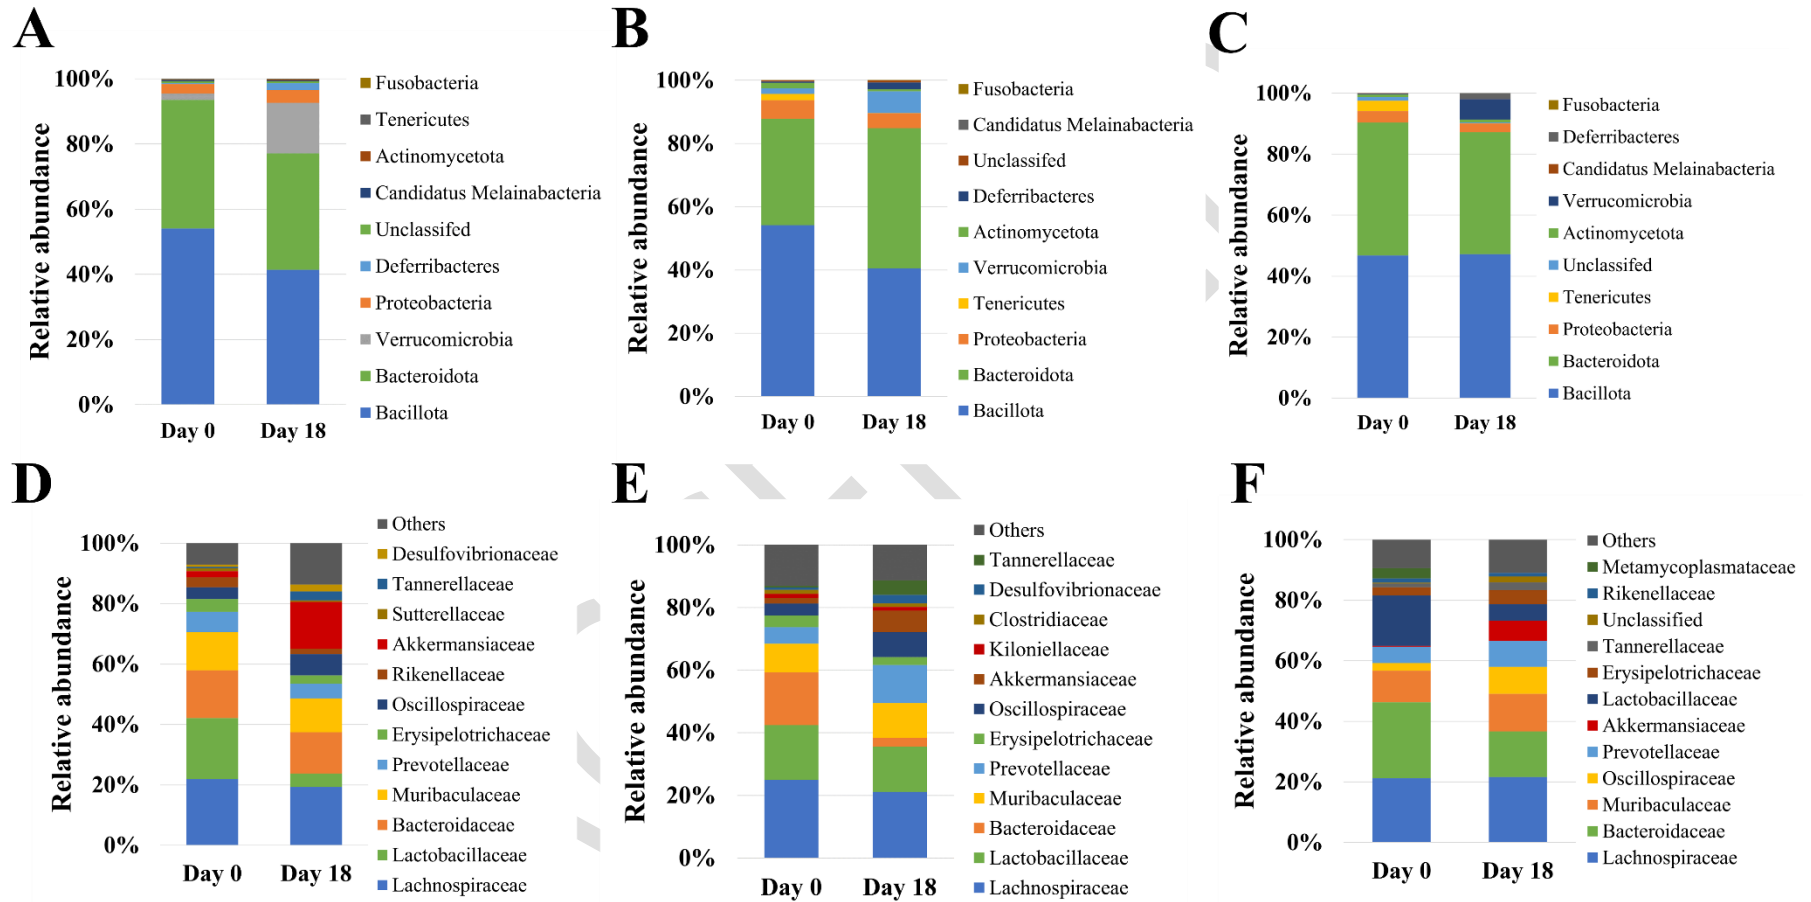 A
100%
80%
60%
40%
20%
0%
Relative abundance
Day 0
Day 18
Fusobacteria
Tenericutes
Actinomycetota
Candidatus Melainabacteria
Unclassifed
Deferribacteres
Proteobacteria
Verrucomicrobia
Bacteroidota
Bacillota
B
100%
80%
60%
40%
20%
0%
Relative abundance
Day 0
Day 18
Fusobacteria
Candidatus Melainabacteria
Unclassifed
Deferribacteres
Actinomycetota
Verrucomicrobia
Tenericutes
Proteobacteria
Bacteroidota
Bacillota
C
100%
80%
60%
40%
20%
0%
Relative abundance
Day 0
Day 18
Fusobacteria
Deferribacteres
Candidatus Melainabacteria
Verrucomicrobia
Actinomycetota
Unclassifed
Tenericutes
Proteobacteria
Bacteroidota
Bacillota
D
100%
80%
60%
40%
20%
0%
Relative abundance
Day 0
Day 18
Others
Desulfovibrionaceae
Tannerellaceae
Sutterellaceae
Akkermansiaceae
Rikenellaceae
Oscillospiraceae
Erysipelotrichaceae
Prevotellaceae
Muribaculaceae
Bacteroidaceae
Lactobacillaceae
Lachnospiraceae
E
100%
80%
60%
40%
20%
0%
Relative abundance
Day 0
Day 18
Others
Tannerellaceae
Desulfovibrionaceae
Clostridiaceae
Kiloniellaceae
Akkermansiaceae
Oscillospiraceae
Erysipelotrichaceae
Prevotellaceae
Muribaculaceae
Bacteroidaceae
Lactobacillaceae
Lachnospiraceae
F
100%
80%
60%
40%
20%
0%
Relative abundance
Day 0
Day 18
Others
Metamycoplasmataceae
Rikenellaceae
Unclassified
Tannerellaceae
Erysipelotrichaceae
Lactobacillaceae
Akkermansiaceae
Prevotellaceae
Oscillospiraceae
Muribaculaceae
Bacteroidaceae
Lachnospiraceae